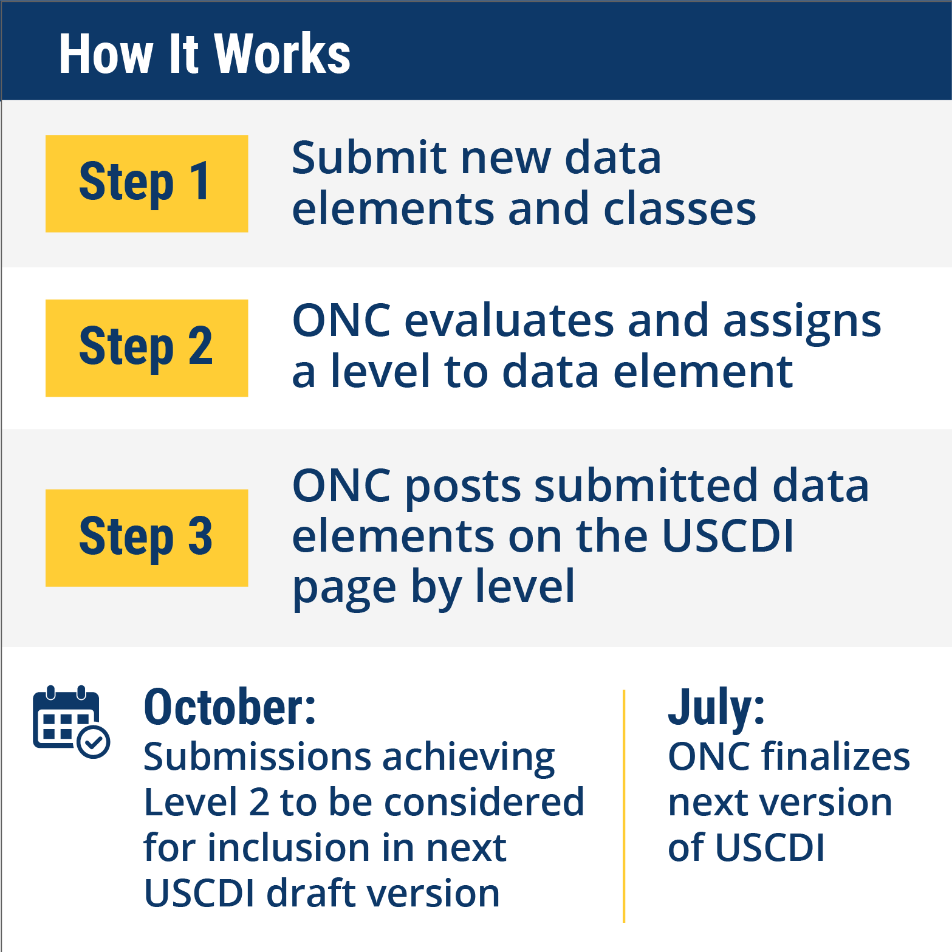 How It Works
Step 1
Submit new data
elements and classes
Step 2
ONC evaluates and assigns
a level to data element
Step 3
ONC posts submitted data
elements on the USCDI
page by level
October:
Submissions achieving
Level 2 to be considered
for inclusion in next
USCDI draft version
July:
ONC finalizes
next version
of USCDI